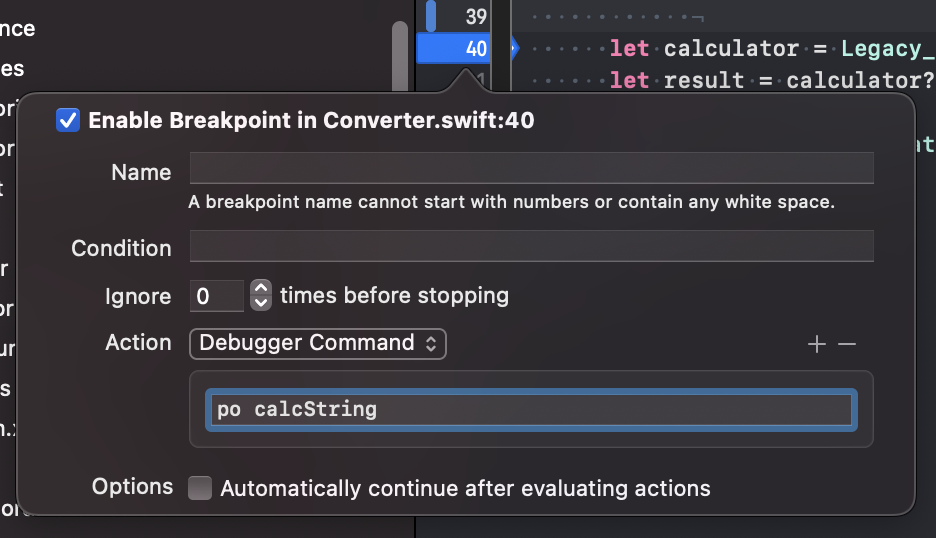 nce
39
40
let calculator = Legacy_
es
let result = calculator?
Enable Breakpoint in Converter.swift:40
Name
A breakpoint name cannot start with numbers or contain any white space.
Condition
Ignore 0 times before stopping
Action Debugger Command
po calcString
Options Automatically continue after evaluating actions